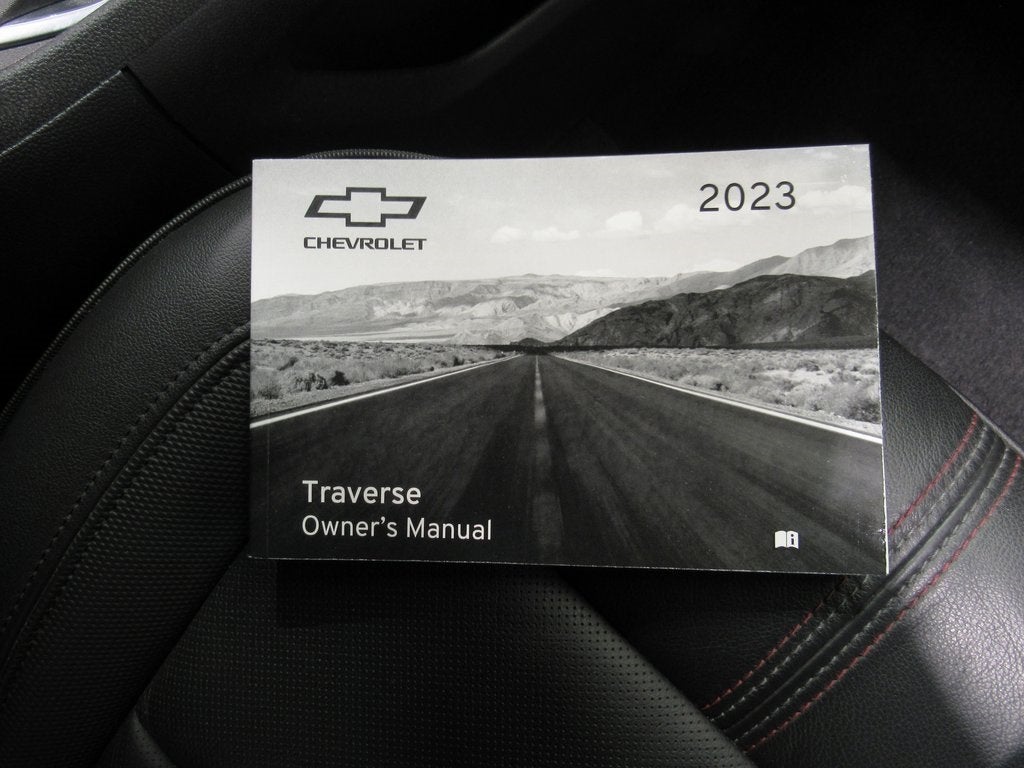 CHEVROLET
2023
Traverse
Owner's Manual